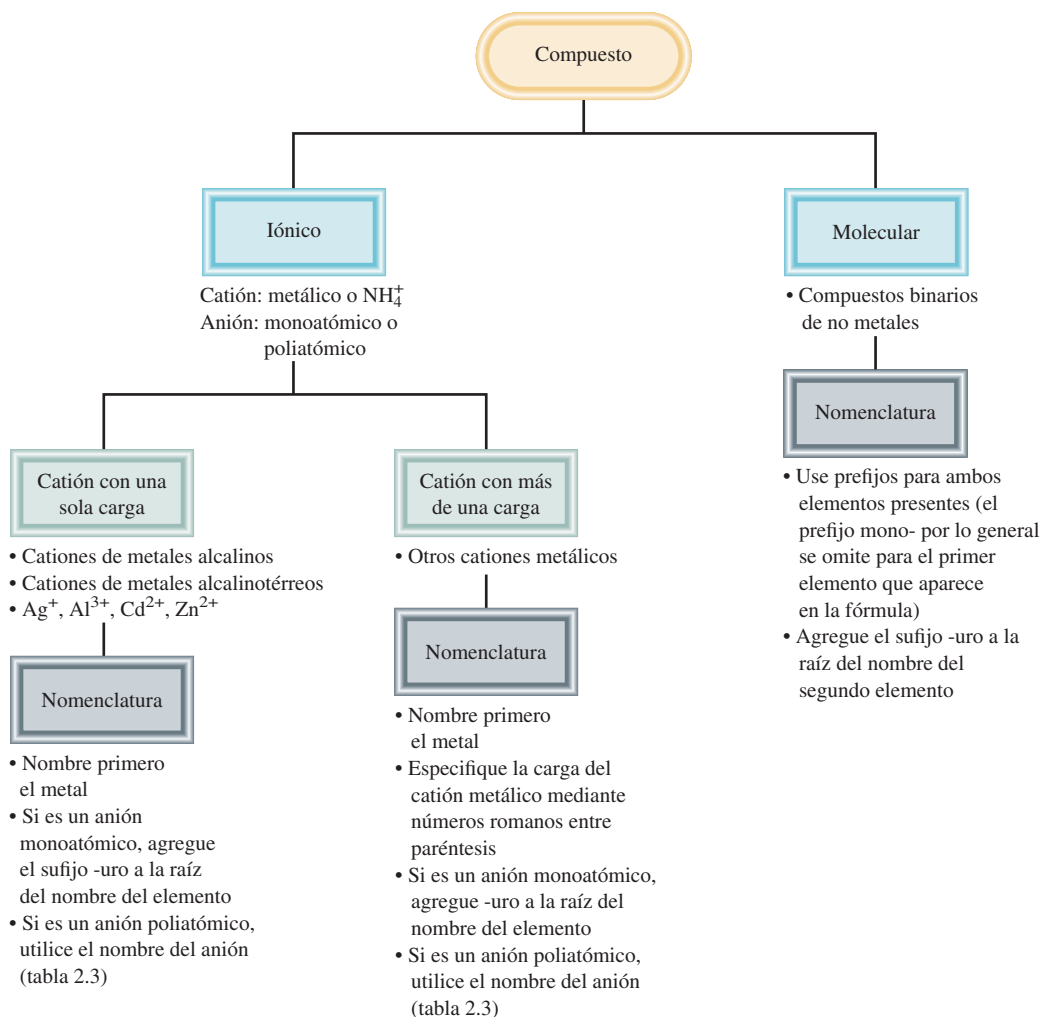 Compuesto
Iónico
Catión: metálico o NH₄⁺
Anión: monoatómico o
poliatómico
Molecular
• Compuestos binarios
de no metales
Catión con una
sola carga
• Cationes de metales alcalinos
• Cationes de metales alcalinotérreos
• Ag⁺, Al³⁺, Cd²⁺, Zn²⁺
Nomenclatura
• Nombre primero
el metal
• Si es un anión
monoatómico, agregue
el sufijo -uro a la raíz
del nombre del elemento
• Si es un anión poliatómico,
utilice el nombre del anión
(tabla 2.3)
Catión con más
de una carga
• Otros cationes metálicos
Nomenclatura
• Nombre primero
el metal
• Especifique la carga del
catión metálico mediante
números romanos entre
paréntesis
• Si es un anión monoatómico,
agregue -uro a la raíz del
nombre del elemento
• Si es un anión poliatómico,
utilice el nombre del anión
(tabla 2.3)
Nomenclatura
• Use prefijos para ambos
elementos presentes (el
prefijo mono- por lo general
se omite para el primer
elemento que aparece
en la fórmula)
• Agregue el sufijo -uro a la
raíz del nombre del
segundo elemento